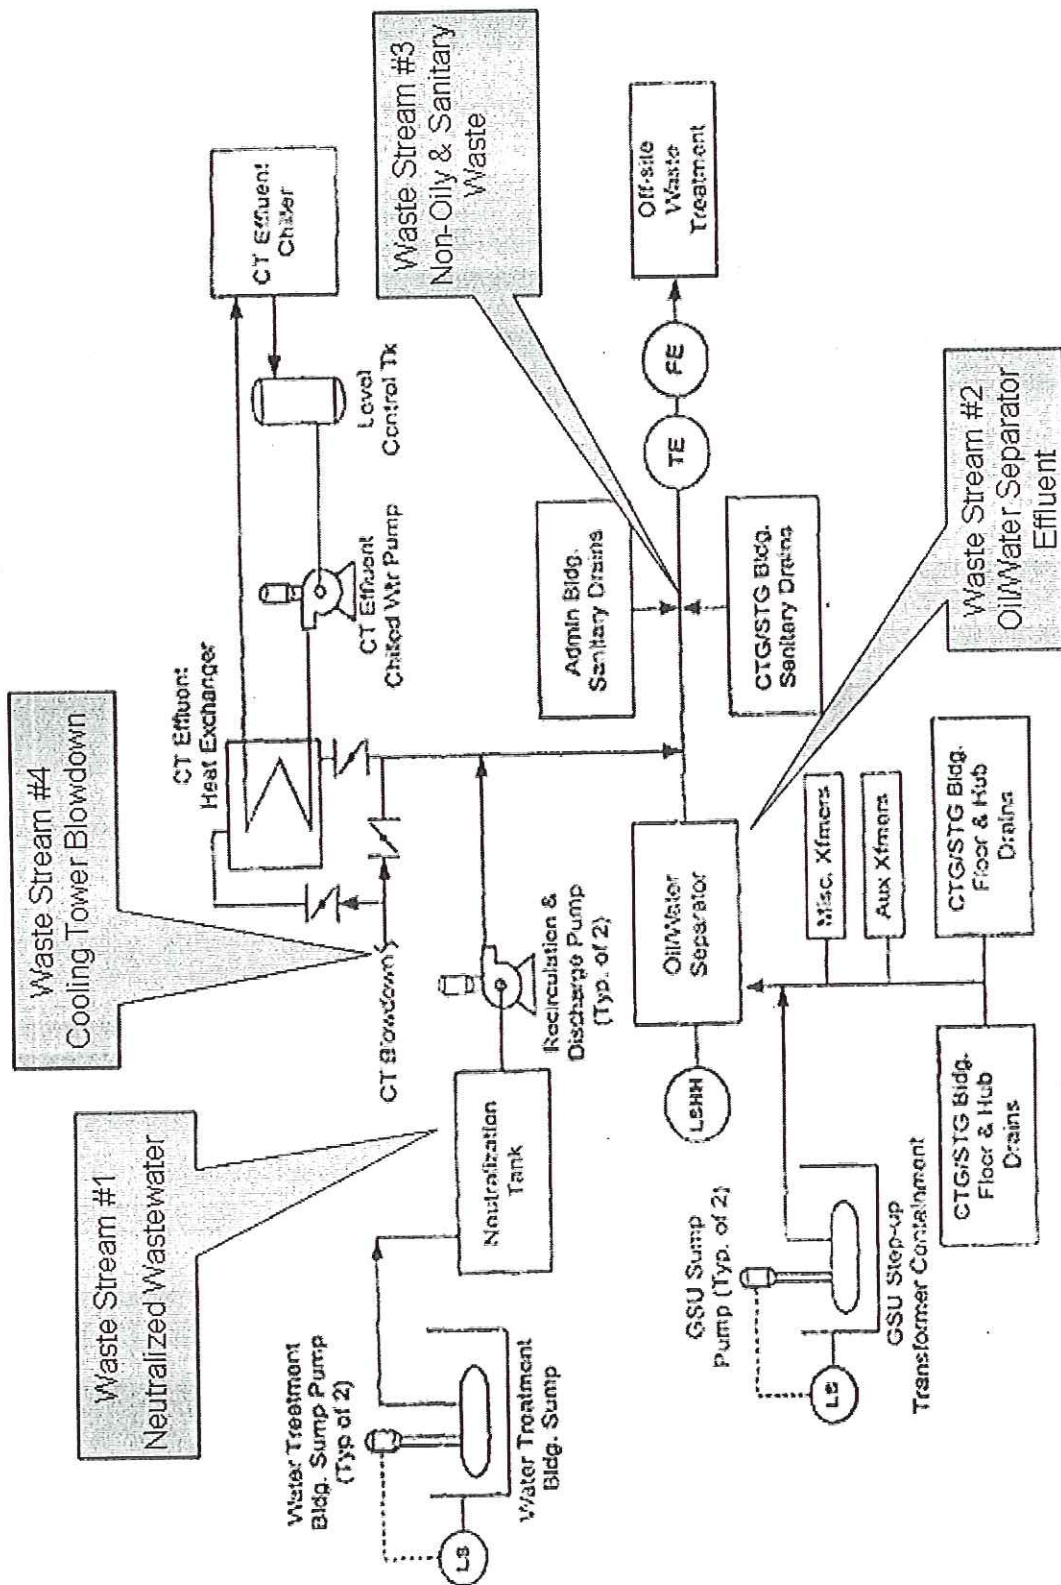 Waste Stream #1
Neutralized Wastewater
Waste Stream #4
Cooling Tower Blowdown
Waste Stream #3
Non-Oily & Sanitary
Waste
Waste Stream #2
Oil/Water Separator
Effluent
CT Effluent
Heat Exchanger
CT Effluent
Chiller
Level
Control Tk
CT Effluent
Chilled Wtr Pump
CT Blowdown
Water Treatment
Bldg. Sump Pump
(Typ of 2)
LS
Water Treatment
Bldg. Sump
Neutralization
Tank
Recirculation &
Discharge Pump
(Typ. of 2)
Admin Bldg.
Sanitary Drains
CTG/STG Bldg.
Sanitary Drains
TE
FE
Off-site
Waste
Treatment
LSHH
Oil/Water
Separator
GSU Sump
Pump (Typ. of 2)
LS
GSU Step-up
Transformer Containment
Misc. Xfmers
Aux Xfmers
CTG/STG Bldg.
Floor & Hub
Drains
CTG/STG Bldg.
Floor & Hub
Drains